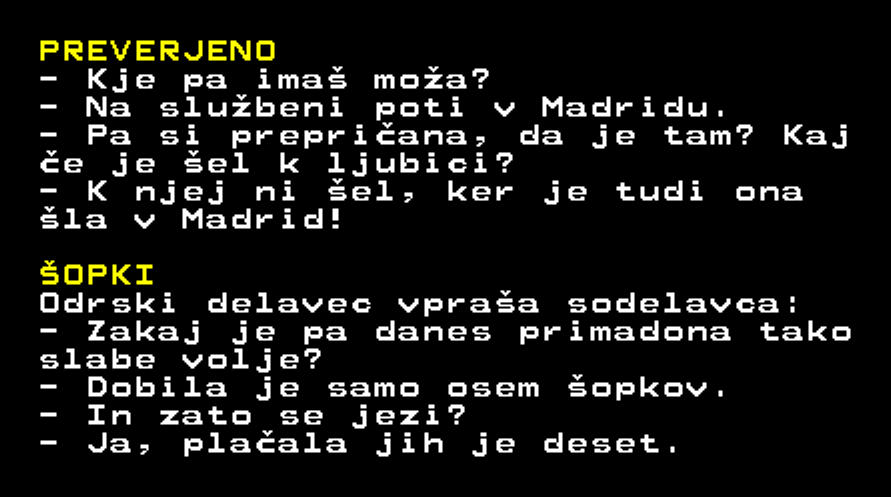 PREVERJENO
- Kje pa imaš moža?
- Na službeni poti v Madridu.
- Pa si prepričana, da je tam? Kaj
če je šel k ljubici?
- K njej ni šel, ker je tudi ona
šla v Madrid!
ŠOPKI
Odrski delavec vpraša sodelavca:
- Zakaj je pa danes primadona tako
slabe volje?
- Dobila je samo osem šopkov.
- In zato se jezi?
- Ja, plačala jih je deset.